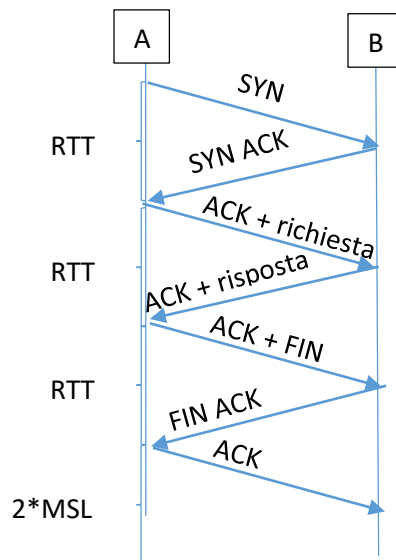 A
B
SYN
RTT
SYN ACK
ACK + richiesta
RTT
ACK + risposta
ACK + FIN
RTT
FIN ACK
ACK
2*MSL